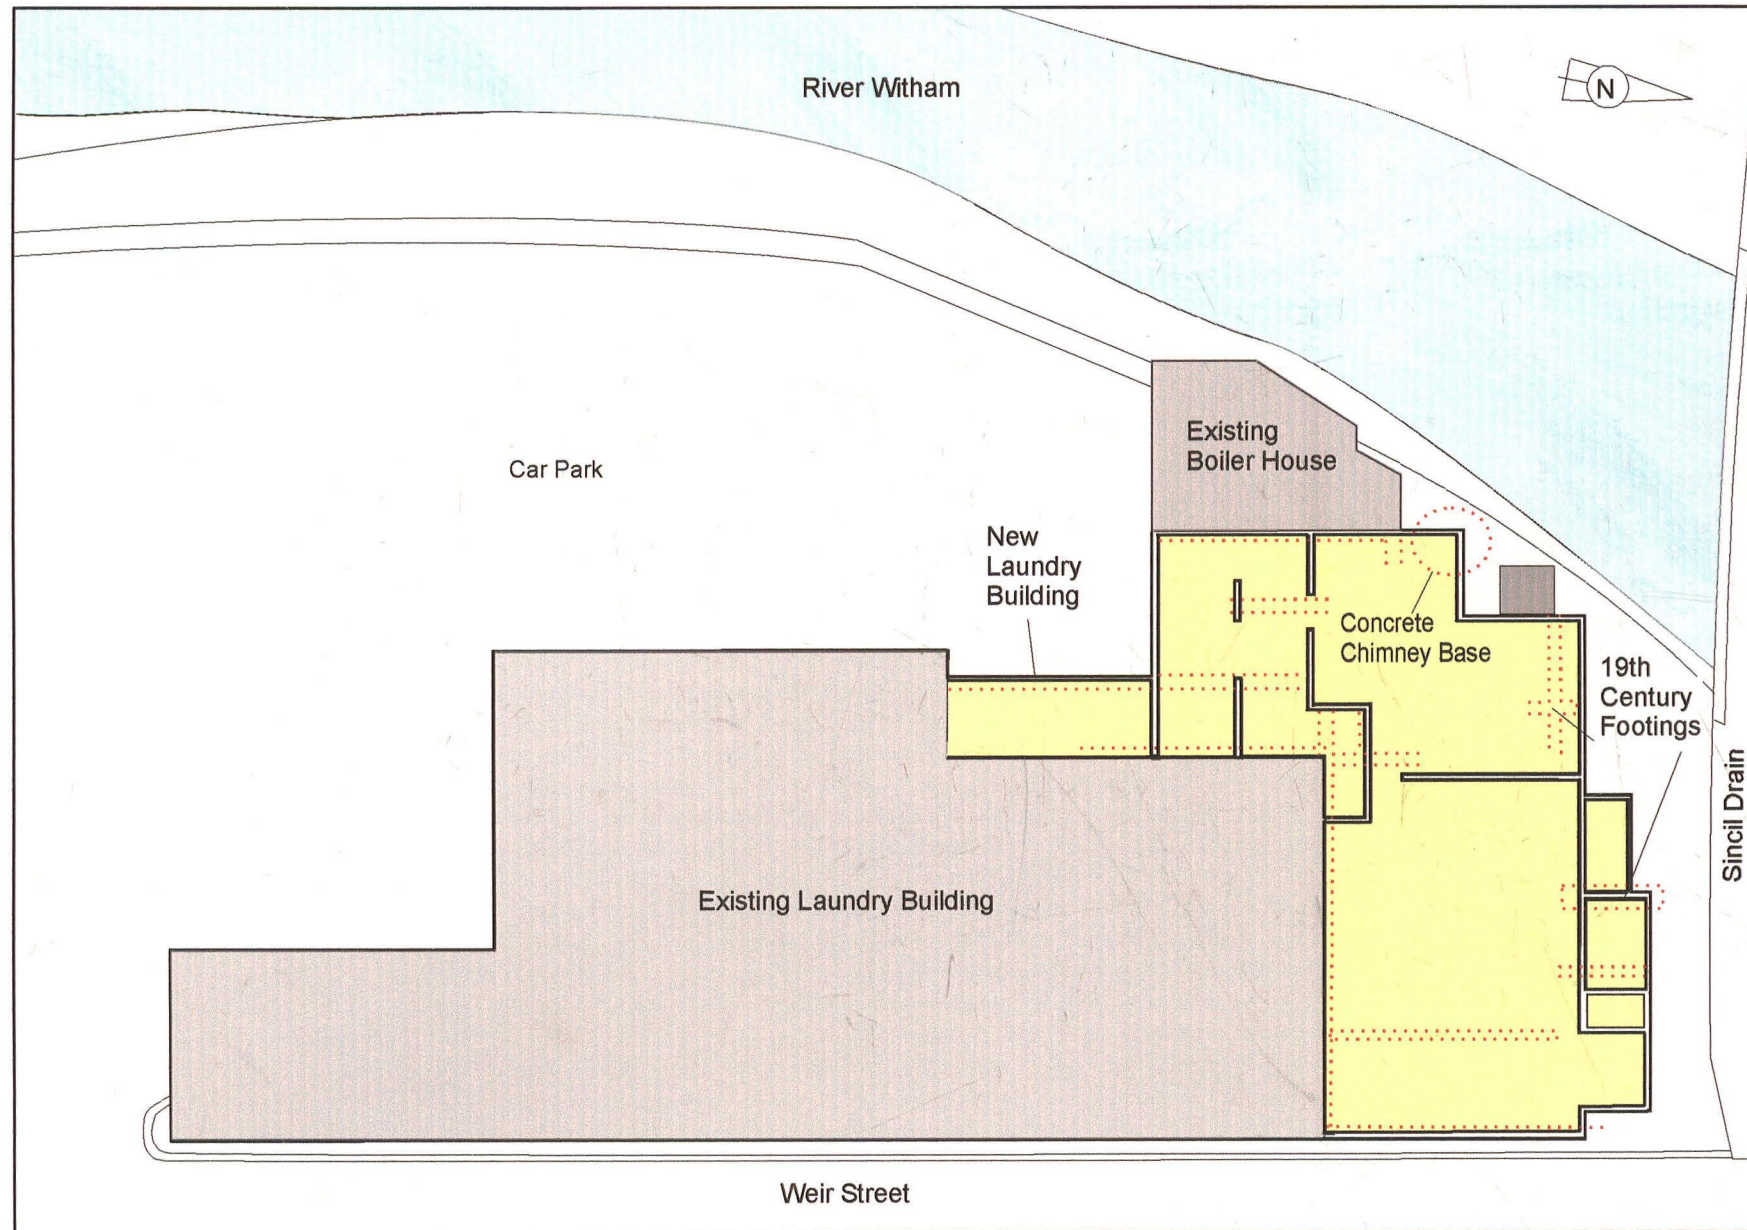 River Witham
N
Existing
Boiler House
Car Park
New
Laundry
Building
Concrete
Chimney Base
19th
Century
Footings
Sincil Drain
Existing Laundry Building
Weir Street